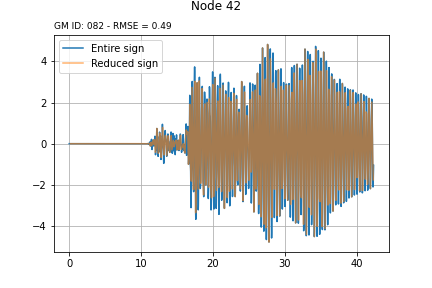 Node 42
GM ID: 082 - RMSE = 0.49
Entire sign
Reduced sign
4
2
0
−2
−4
0 10 20 30 40